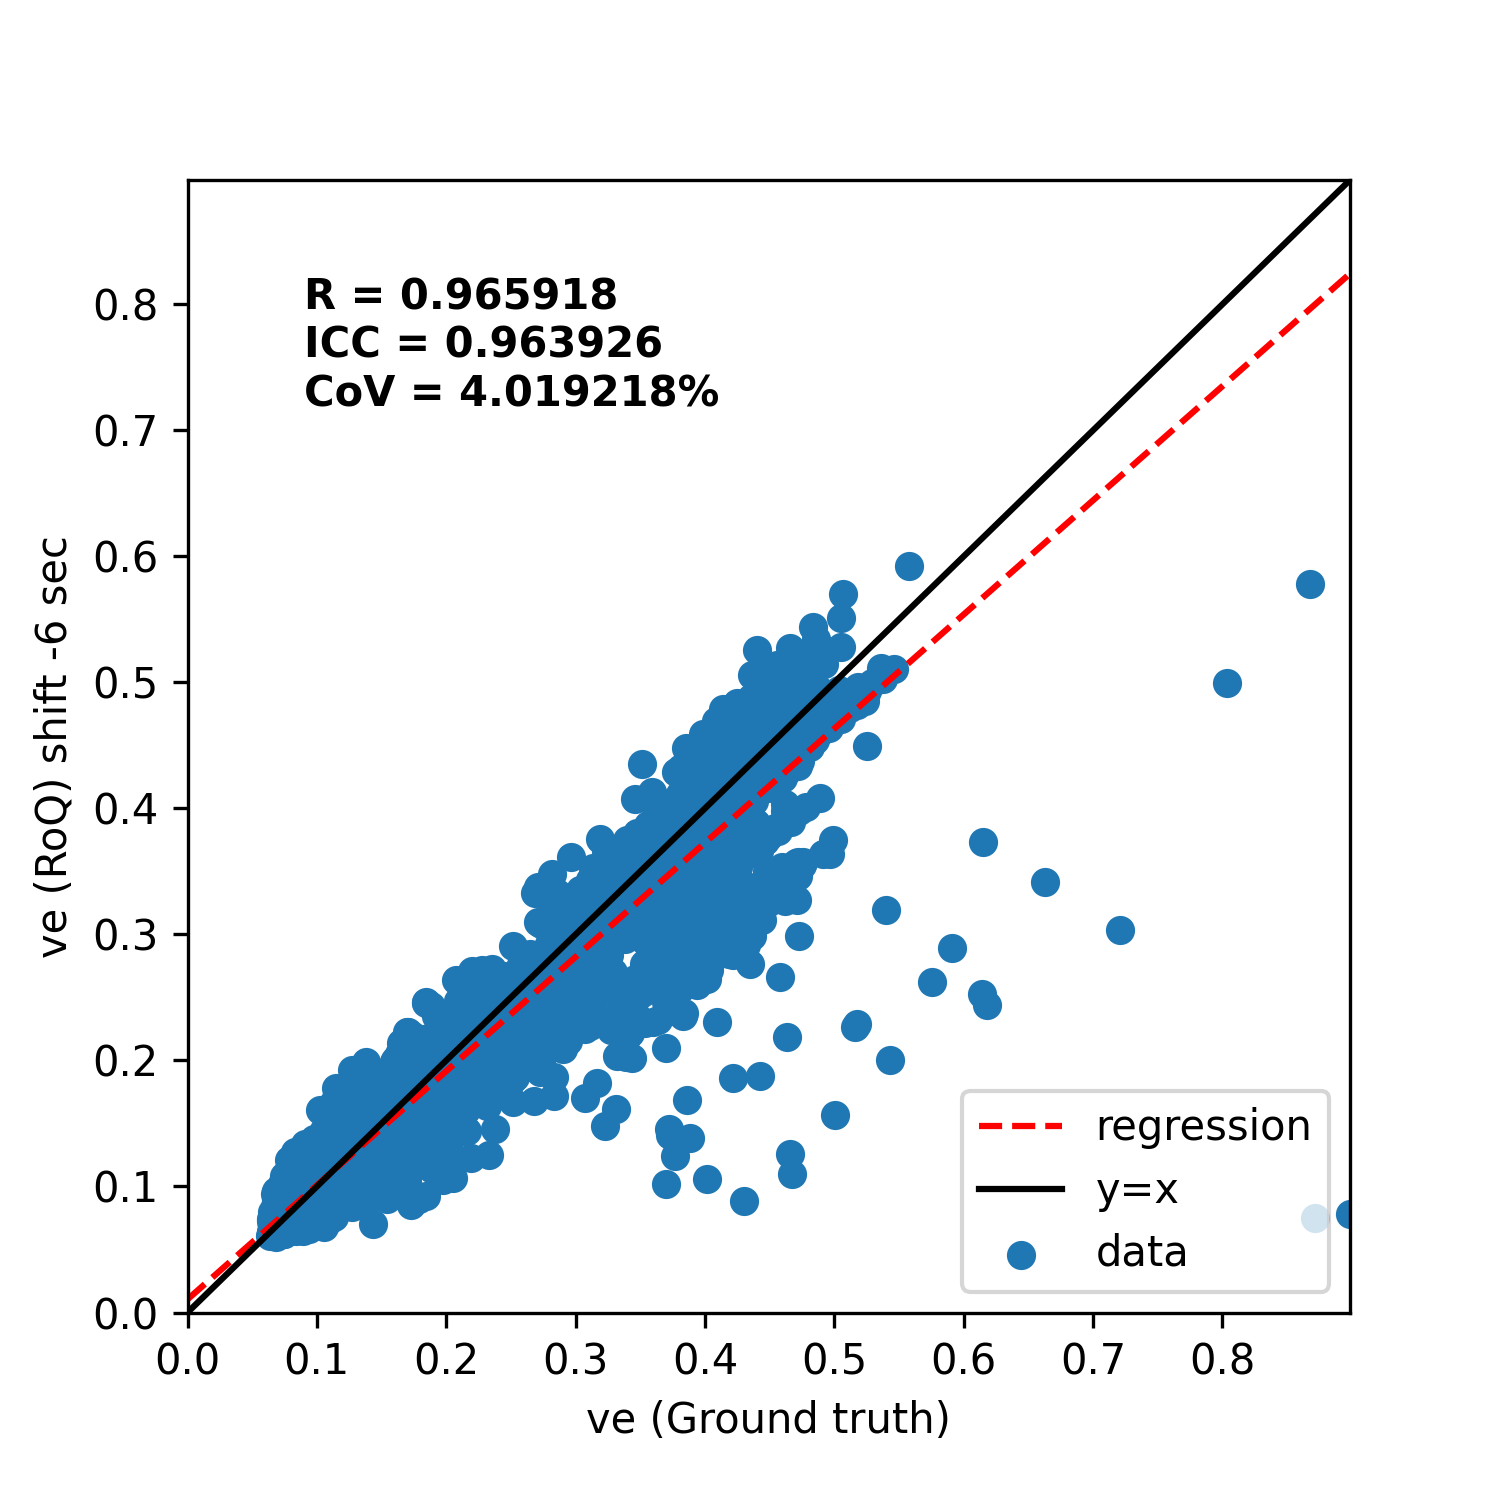 R = 0.965918
ICC = 0.963926
CoV = 4.019218%
0.8
0.7
0.6
0.5
0.4
0.3
0.2
0.1
0.0
ve (RoQ) shift -6 sec
regression
y=x
data
0.0 0.1 0.2 0.3 0.4 0.5 0.6 0.7 0.8
ve (Ground truth)